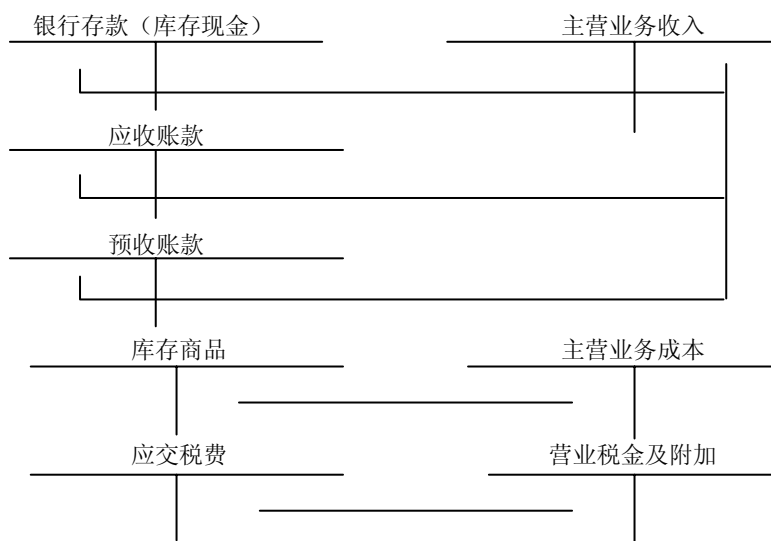 银行存款（库存现金） 主营业务收入
应收账款
预收账款
库存商品 主营业务成本
应交税费 营业税金及附加